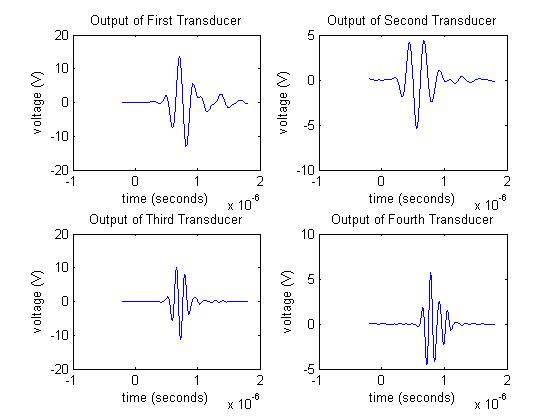 Output of First Transducer
20
10
0
-10
-20
voltage (V)
-1
0
1
2
time (seconds)
x 10-6
Output of Second Transducer
5
0
-5
-10
voltage (V)
-1
0
1
2
time (seconds)
x 10-6
Output of Third Transducer
20
10
0
-10
-20
voltage (V)
-1
0
1
2
time (seconds)
x 10-6
Output of Fourth Transducer
10
5
0
-5
voltage (V)
-1
0
1
2
time (seconds)
x 10-6